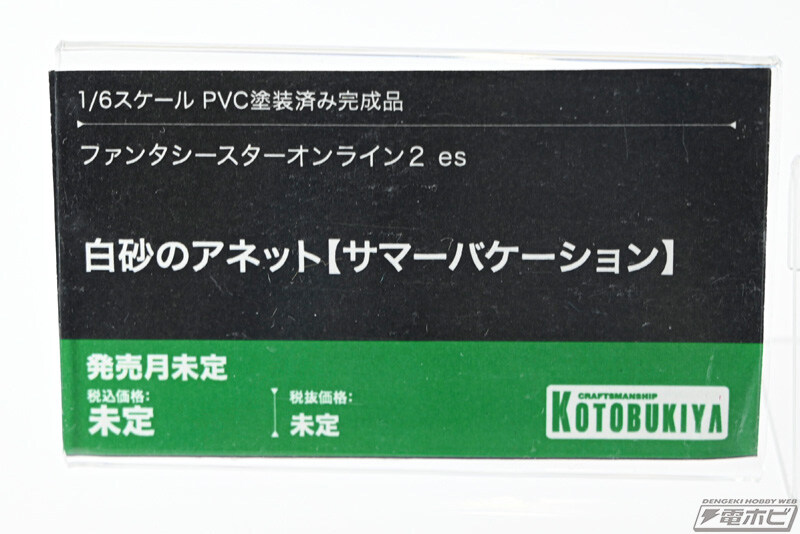 1/6スケール PVC塗装済み完成品
ファンタシースターオンライン2 es
白砂のアネット【サマーバケーション】
発売月未定
税込価格:
未定
税抜価格:
未定
CRAFTSMANSHIP
KOTOBUKIYA
DENGEKI HOBBY WEB
電ホビ